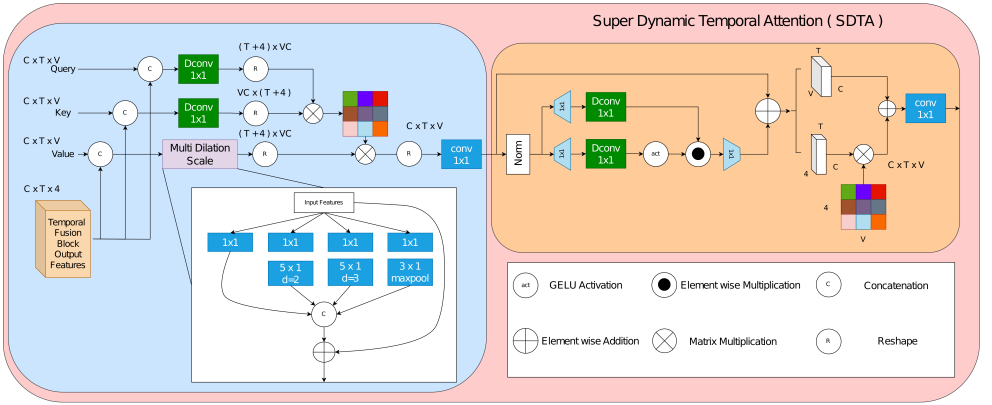 Super Dynamic Temporal Attention ( SDTA )
C x T x V
Query
C
Dconv
1x1
( T + 4 ) x VC
R
C x T x V
Key
C
Dconv
1x1
VC x ( T + 4 )
R
C x T x V
Value
C
Multi Dilation
Scale
( T + 4 ) x VC
R
C x T x V
R
conv
1x1
C x T x 4
Temporal
Fusion
Block
Output
Features
Input Features
1x1
1x1
1x1
1x1
5 x 1
d=2
5 x 1
d=3
3 x 1
maxpool
C
Norm
1x1
Dconv
1x1
1x1
Dconv
1x1
act
1x1
T
V
C
T
4
C
C x T x V
4
V
conv
1x1
act
GELU Activation
Element wise Multiplication
C
Concatenation
Element wise Addition
Matrix Multiplication
R
Reshape